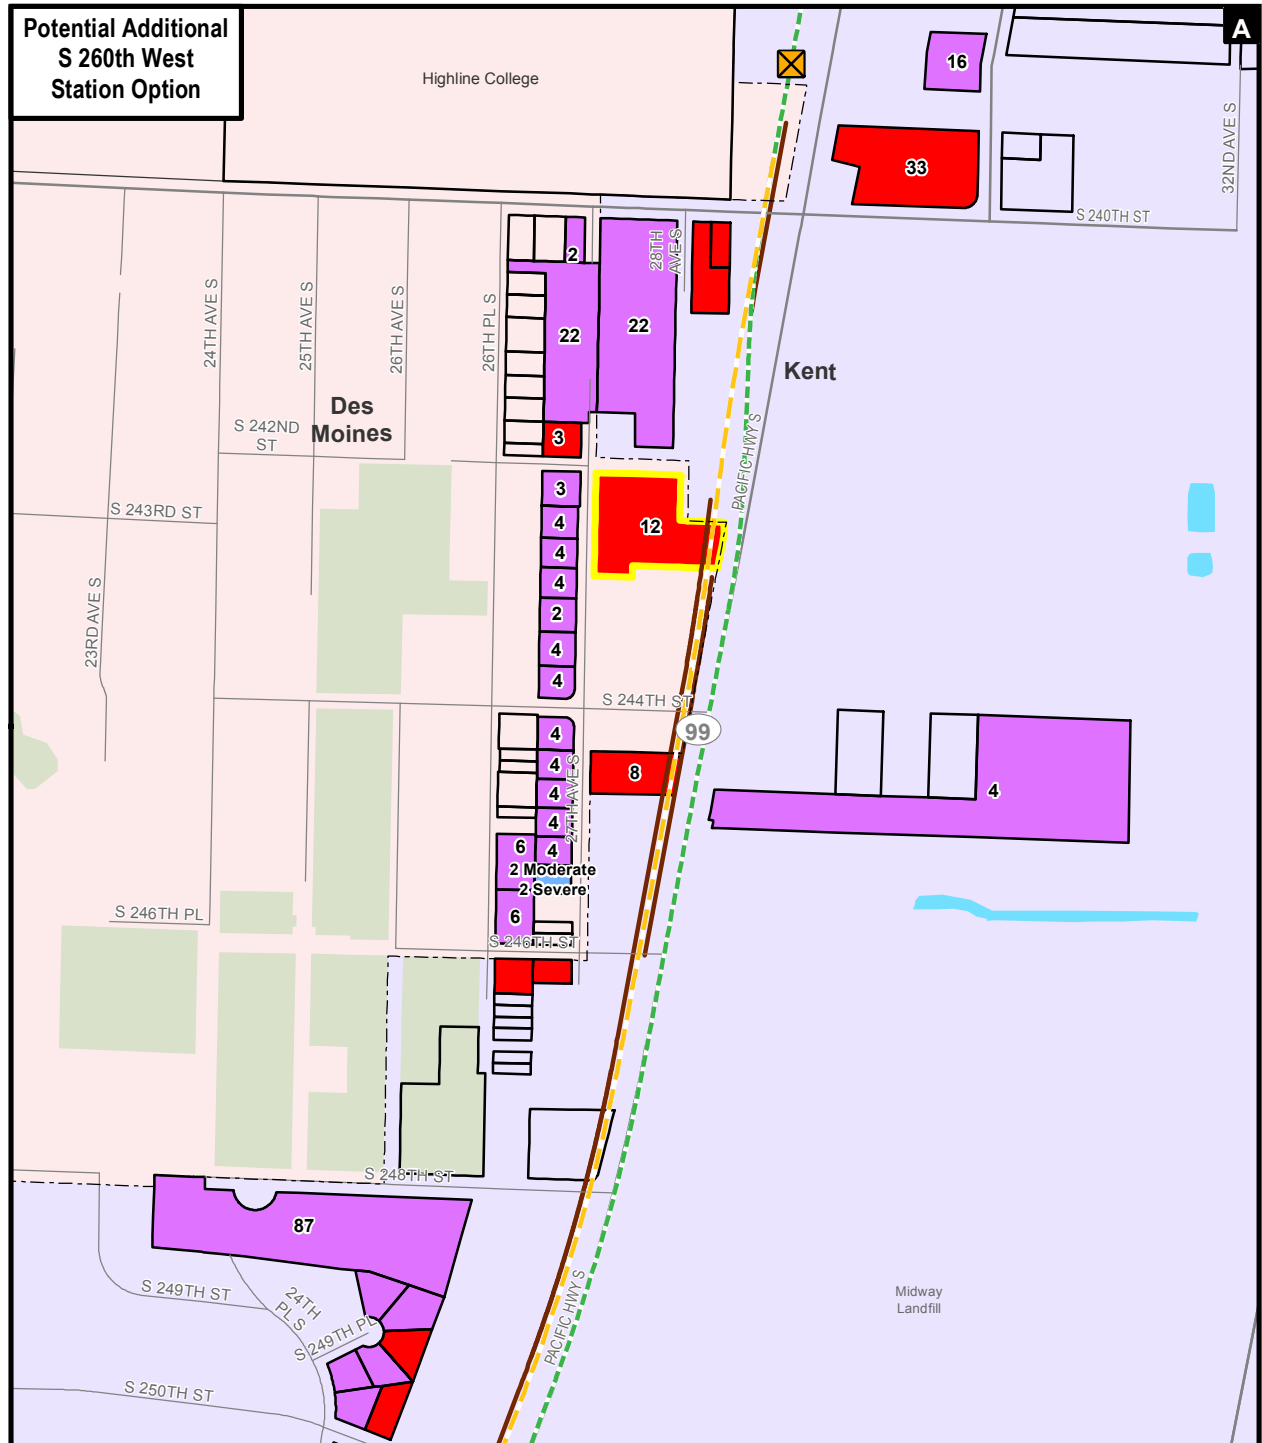 Potential Additional
S 260th West
Station Option
A
Highline College
16
33
32ND AVE S
S 240TH ST
2
28TH
AVE S
22
22
24TH AVE S
25TH AVE S
26TH AVE S
26TH PL S
Kent
Des
Moines
S 242ND
ST
3
PACIFIC HWY S
3
S 243RD ST
4
12
4
4
2
23RD AVE S
4
4
S 244TH ST
99
4
4
8
4
27TH AVE S
4
4
6
4
2 Moderate
2 Severe
6
S 246TH PL
S 246TH ST
S 248TH ST
87
S 249TH ST
24TH
PL S
S 249TH PL
PACIFIC HWY S
Midway
Landfill
S 250TH ST